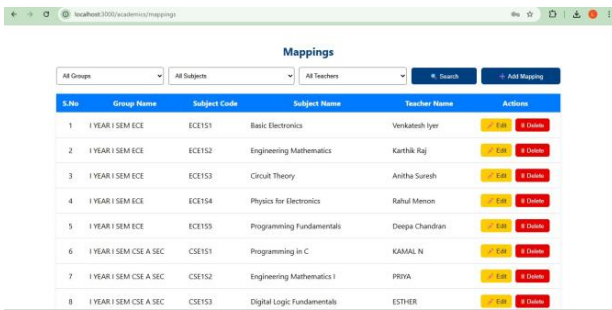 localhost:3000/academics/mappings
Mappings
All Groups All Subjects All Teachers Search + Add Mapping
S.No Group Name Subject Code Subject Name Teacher Name Actions
1 I YEAR I SEM ECE ECE1S1 Basic Electronics Venkatesh Iyer Edit Delete
2 I YEAR I SEM ECE ECE1S2 Engineering Mathematics Karthik Raj Edit Delete
3 I YEAR I SEM ECE ECE1S3 Circuit Theory Anitha Suresh Edit Delete
4 I YEAR I SEM ECE ECE1S4 Physics for Electronics Rahul Menon Edit Delete
5 I YEAR I SEM ECE ECE1S5 Programming Fundamentals Deepa Chandran Edit Delete
6 I YEAR I SEM CSE A SEC CSE1S1 Programming in C KAMAL N Edit Delete
7 I YEAR I SEM CSE A SEC CSE1S2 Engineering Mathematics I PRIYA Edit Delete
8 I YEAR I SEM CSE A SEC CSE1S3 Digital Logic Fundamentals ESTHER Edit Delete